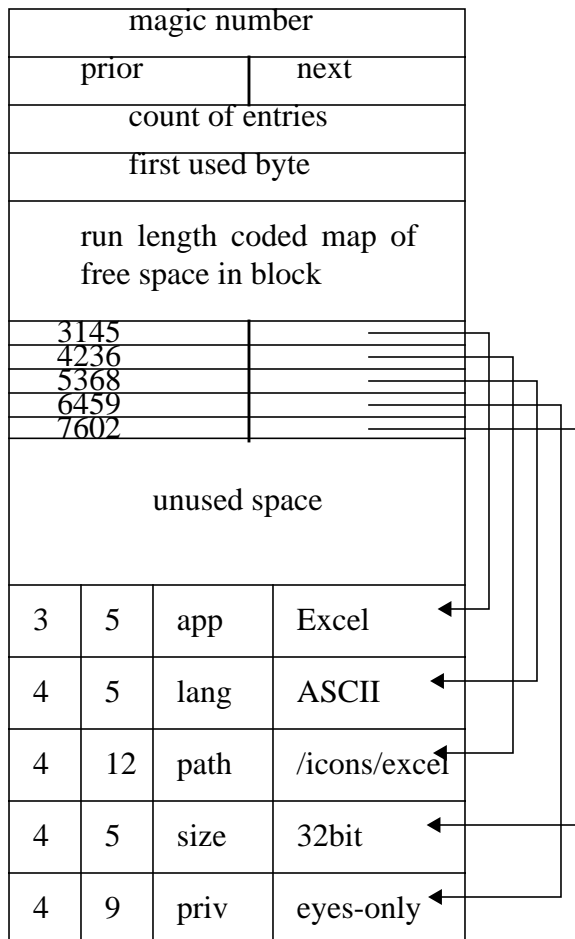 magic number
prior next
count of entries
first used byte
run length coded map of
free space in block
3145
4236
5368
6459
7602
unused space
3 5 app Excel
4 5 lang ASCII
4 12 path /icons/excel
4 5 size 32bit
4 9 priv eyes-only